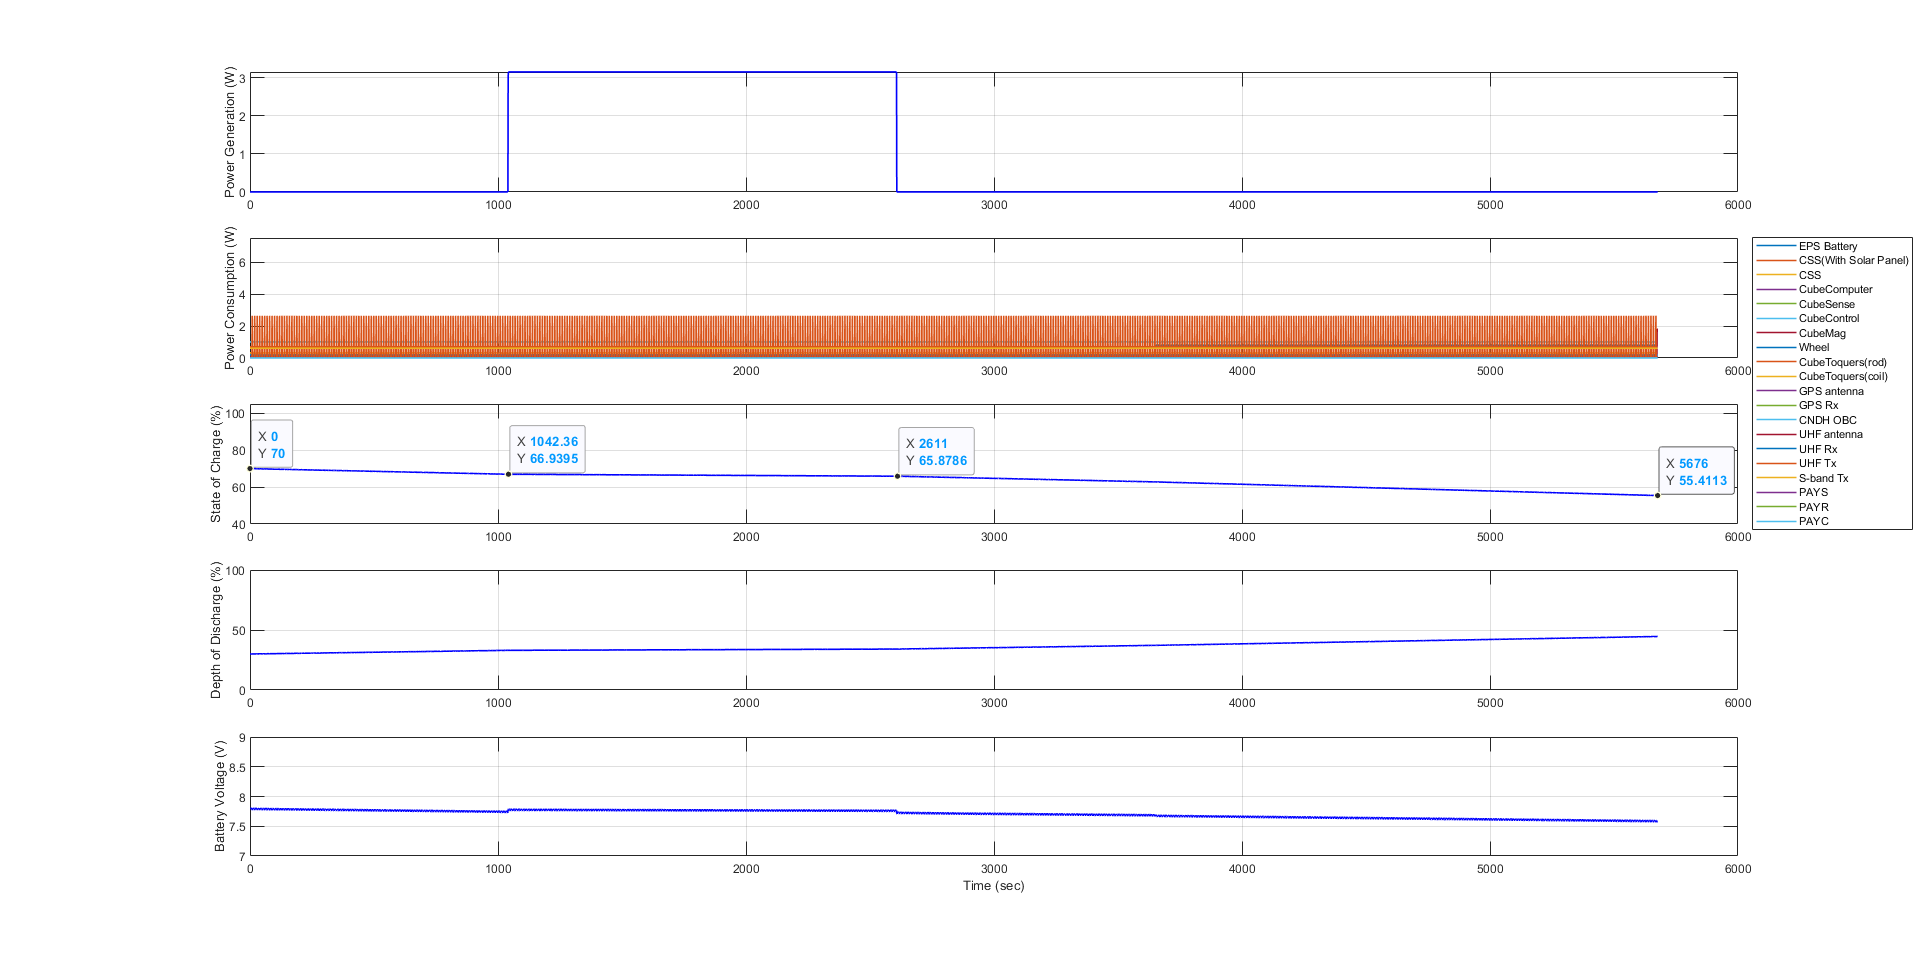 Power Generation (W)
3
2
1
0
0 1000 2000 3000 4000 5000 6000
Power Consumption (W)
6
4
2
0
0 1000 2000 3000 4000 5000 6000
EPS Battery
CSS(With Solar Panel)
CSS
CubeComputer
CubeSense
CubeControl
CubeMag
Wheel
CubeToquers(rod)
CubeToquers(coil)
GPS antenna
GPS Rx
CNDH OBC
UHF antenna
UHF Rx
UHF Tx
S-band Tx
PAYS
PAYR
PAYC
State of Charge (%)
100
80
60
40
X 0
Y 70
X 1042.36
Y 66.9395
X 2611
Y 65.8786
X 5676
Y 55.4113
0 1000 2000 3000 4000 5000 6000
Depth of Discharge (%)
100
50
0
0 1000 2000 3000 4000 5000 6000
Battery Voltage (V)
9
8.5
8
7.5
7
0 1000 2000 3000 4000 5000 6000
Time (sec)